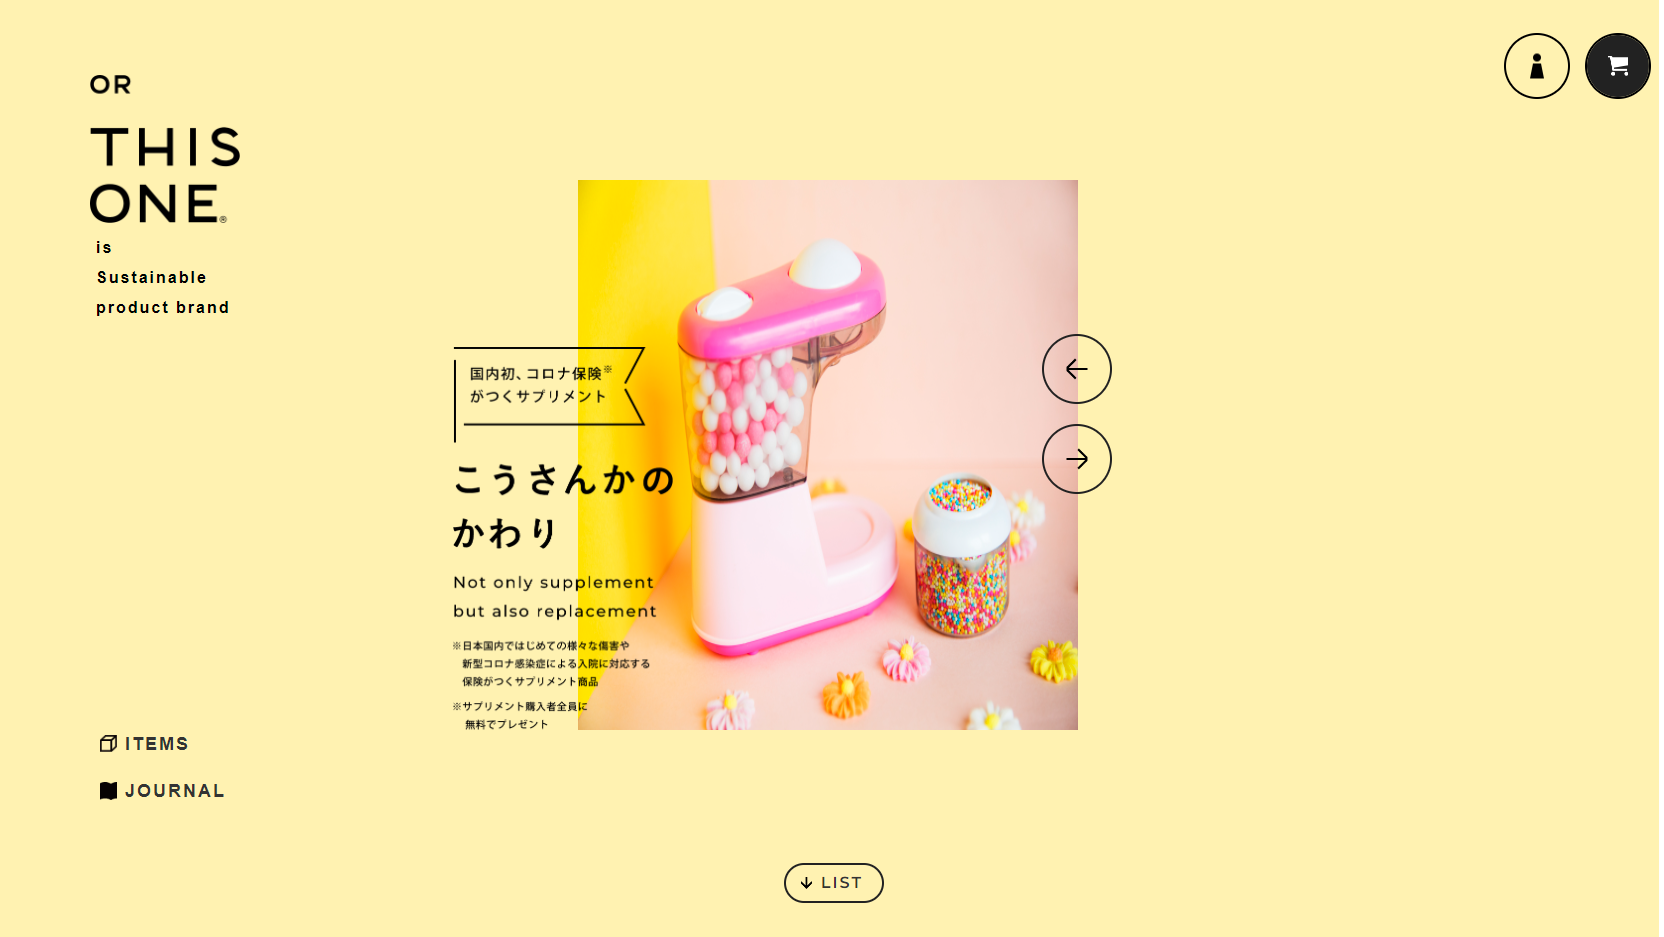 OR
THIS
ONE®
is
Sustainable
product brand
国内初、コロナ保険※
がつくサプリメント
こうさんかの
かわり
Not only supplement
but also replacement
※日本国内ではじめての様々な傷害や
新型コロナ感染症による入院に対応する
保険がつくサプリメント商品
※サプリメント購入者全員に
無料でプレゼント
ITEMS
JOURNAL
LIST